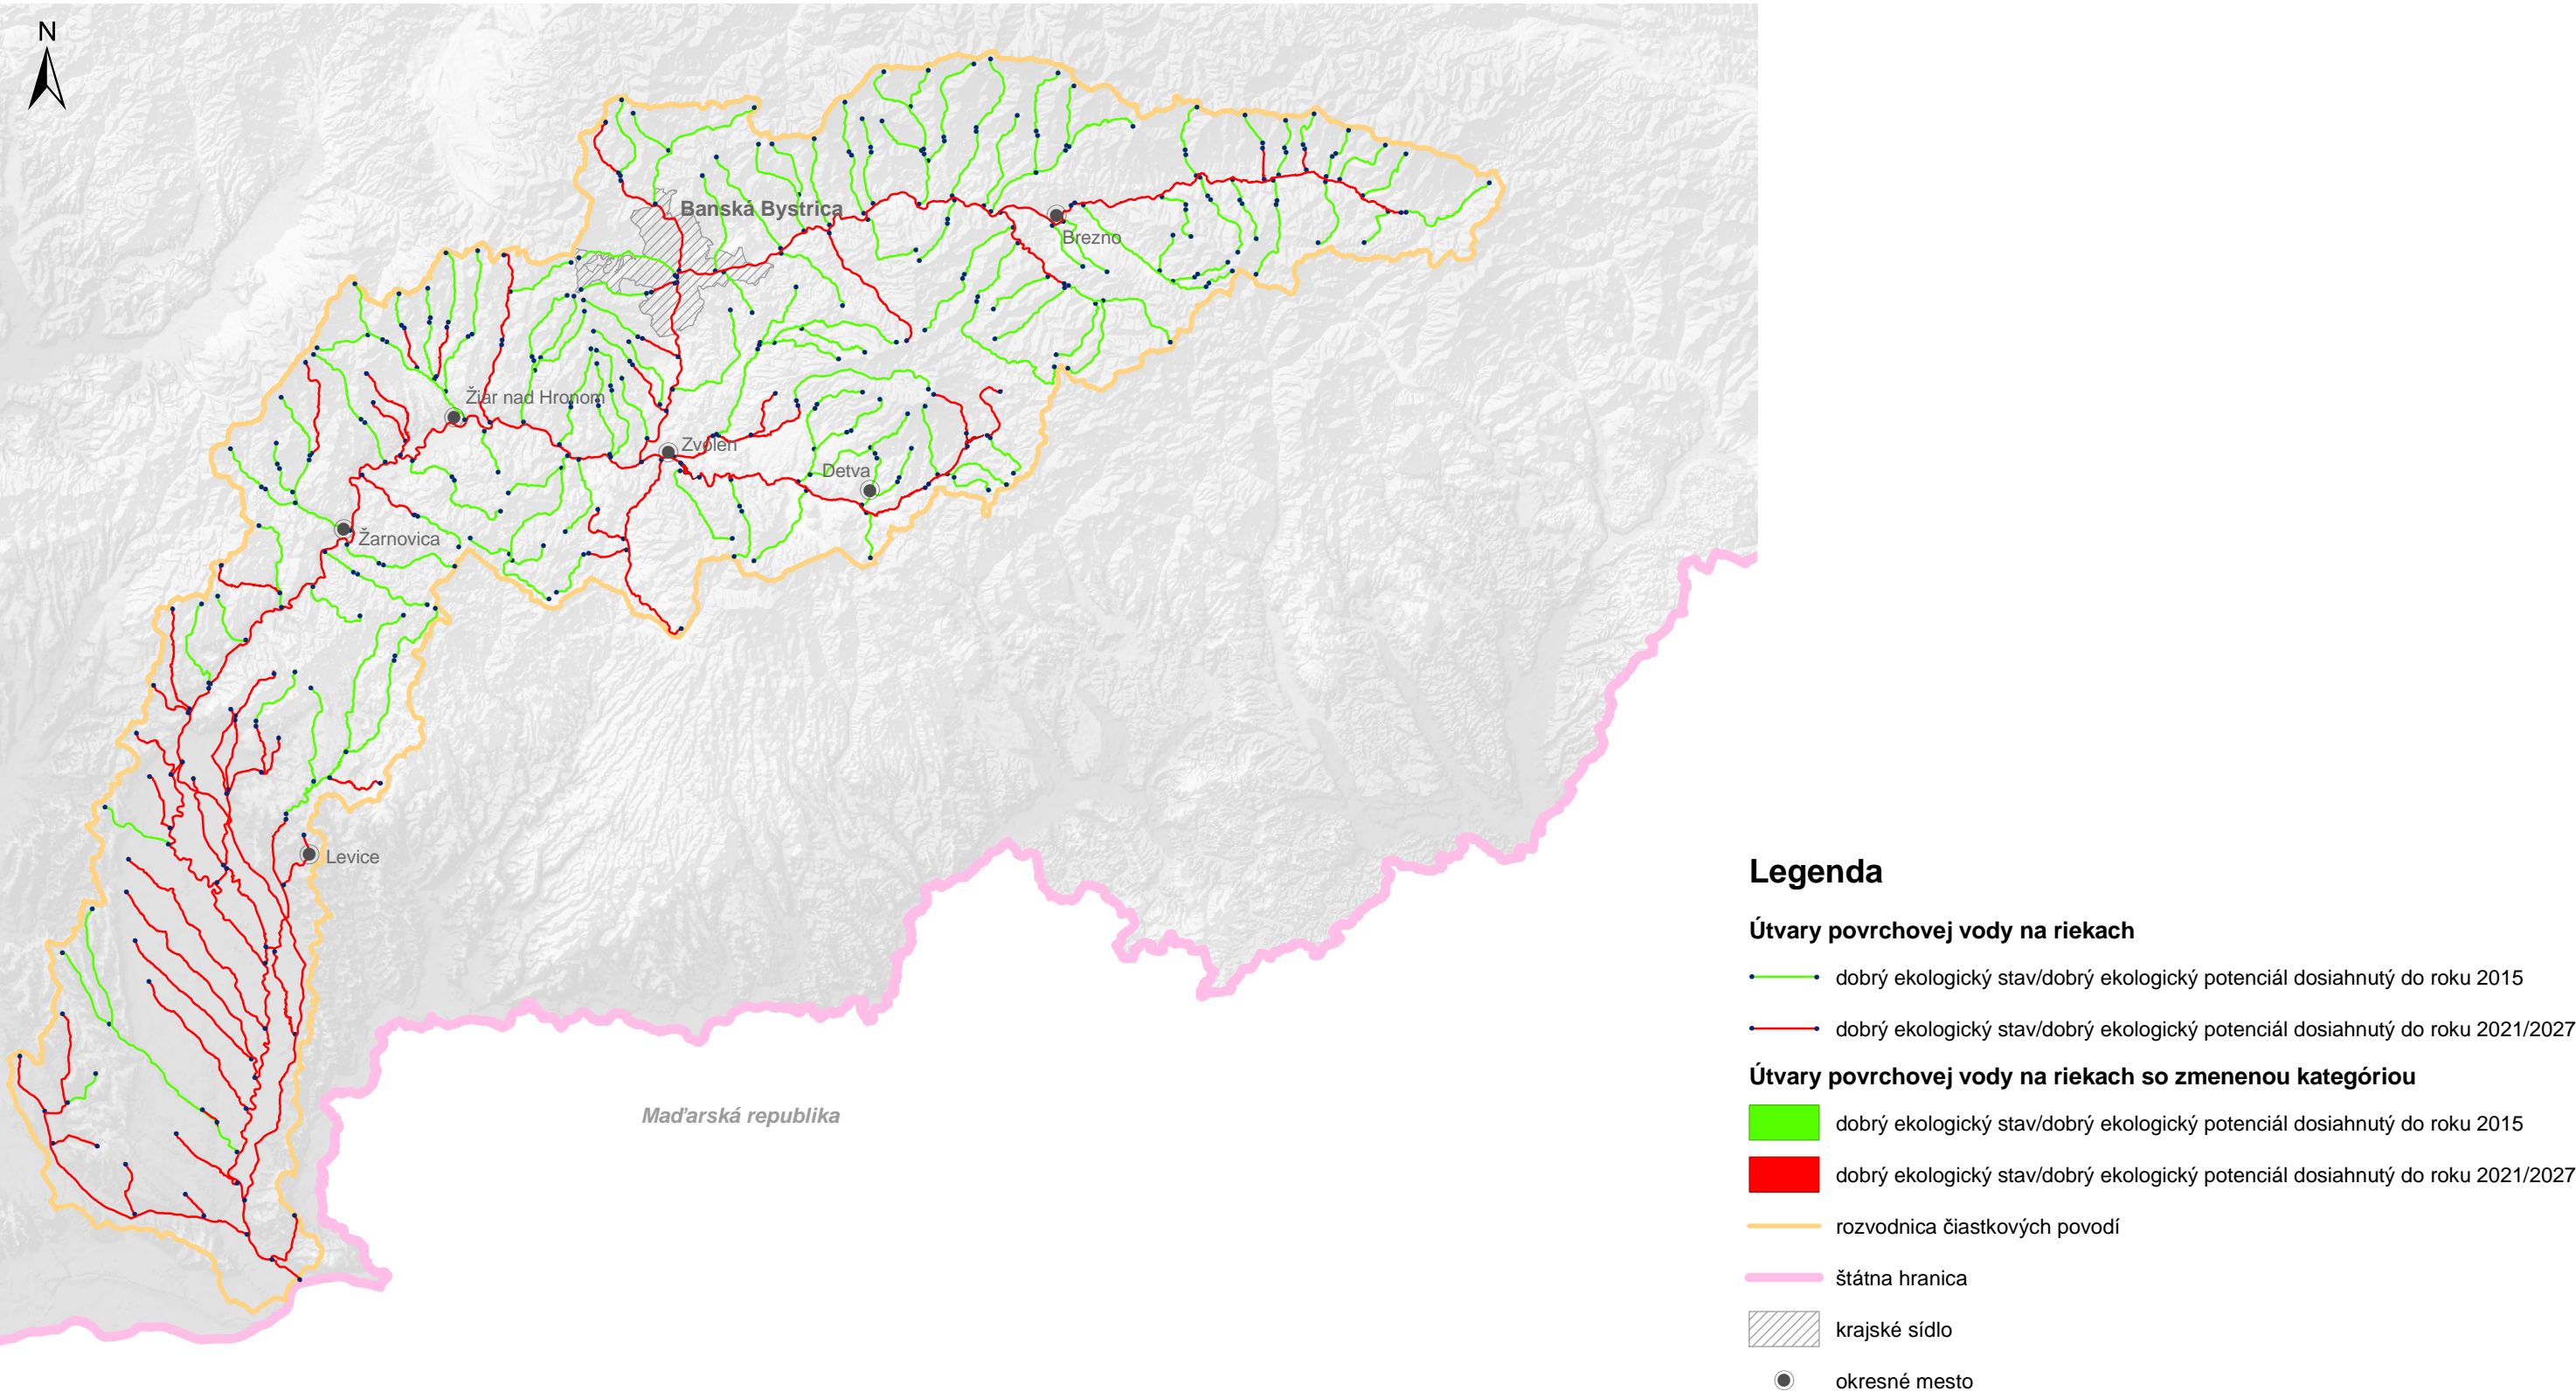 N
Banská Bystrica
Brezno
Žiar nad Hronom
Zvolen
Detva
Žarnovica
Levice
Maďarská republika
Legenda
Útvary povrchovej vody na riekach
dobrý ekologický stav/dobrý ekologický potenciál dosiahnutý do roku 2015
dobrý ekologický stav/dobrý ekologický potenciál dosiahnutý do roku 2021/2027
Útvary povrchovej vody na riekach so zmenenou kategóriou
dobrý ekologický stav/dobrý ekologický potenciál dosiahnutý do roku 2015
dobrý ekologický stav/dobrý ekologický potenciál dosiahnutý do roku 2021/2027
rozvodnica čiastkových povodí
štátna hranica
krajské sídlo
okresné mesto